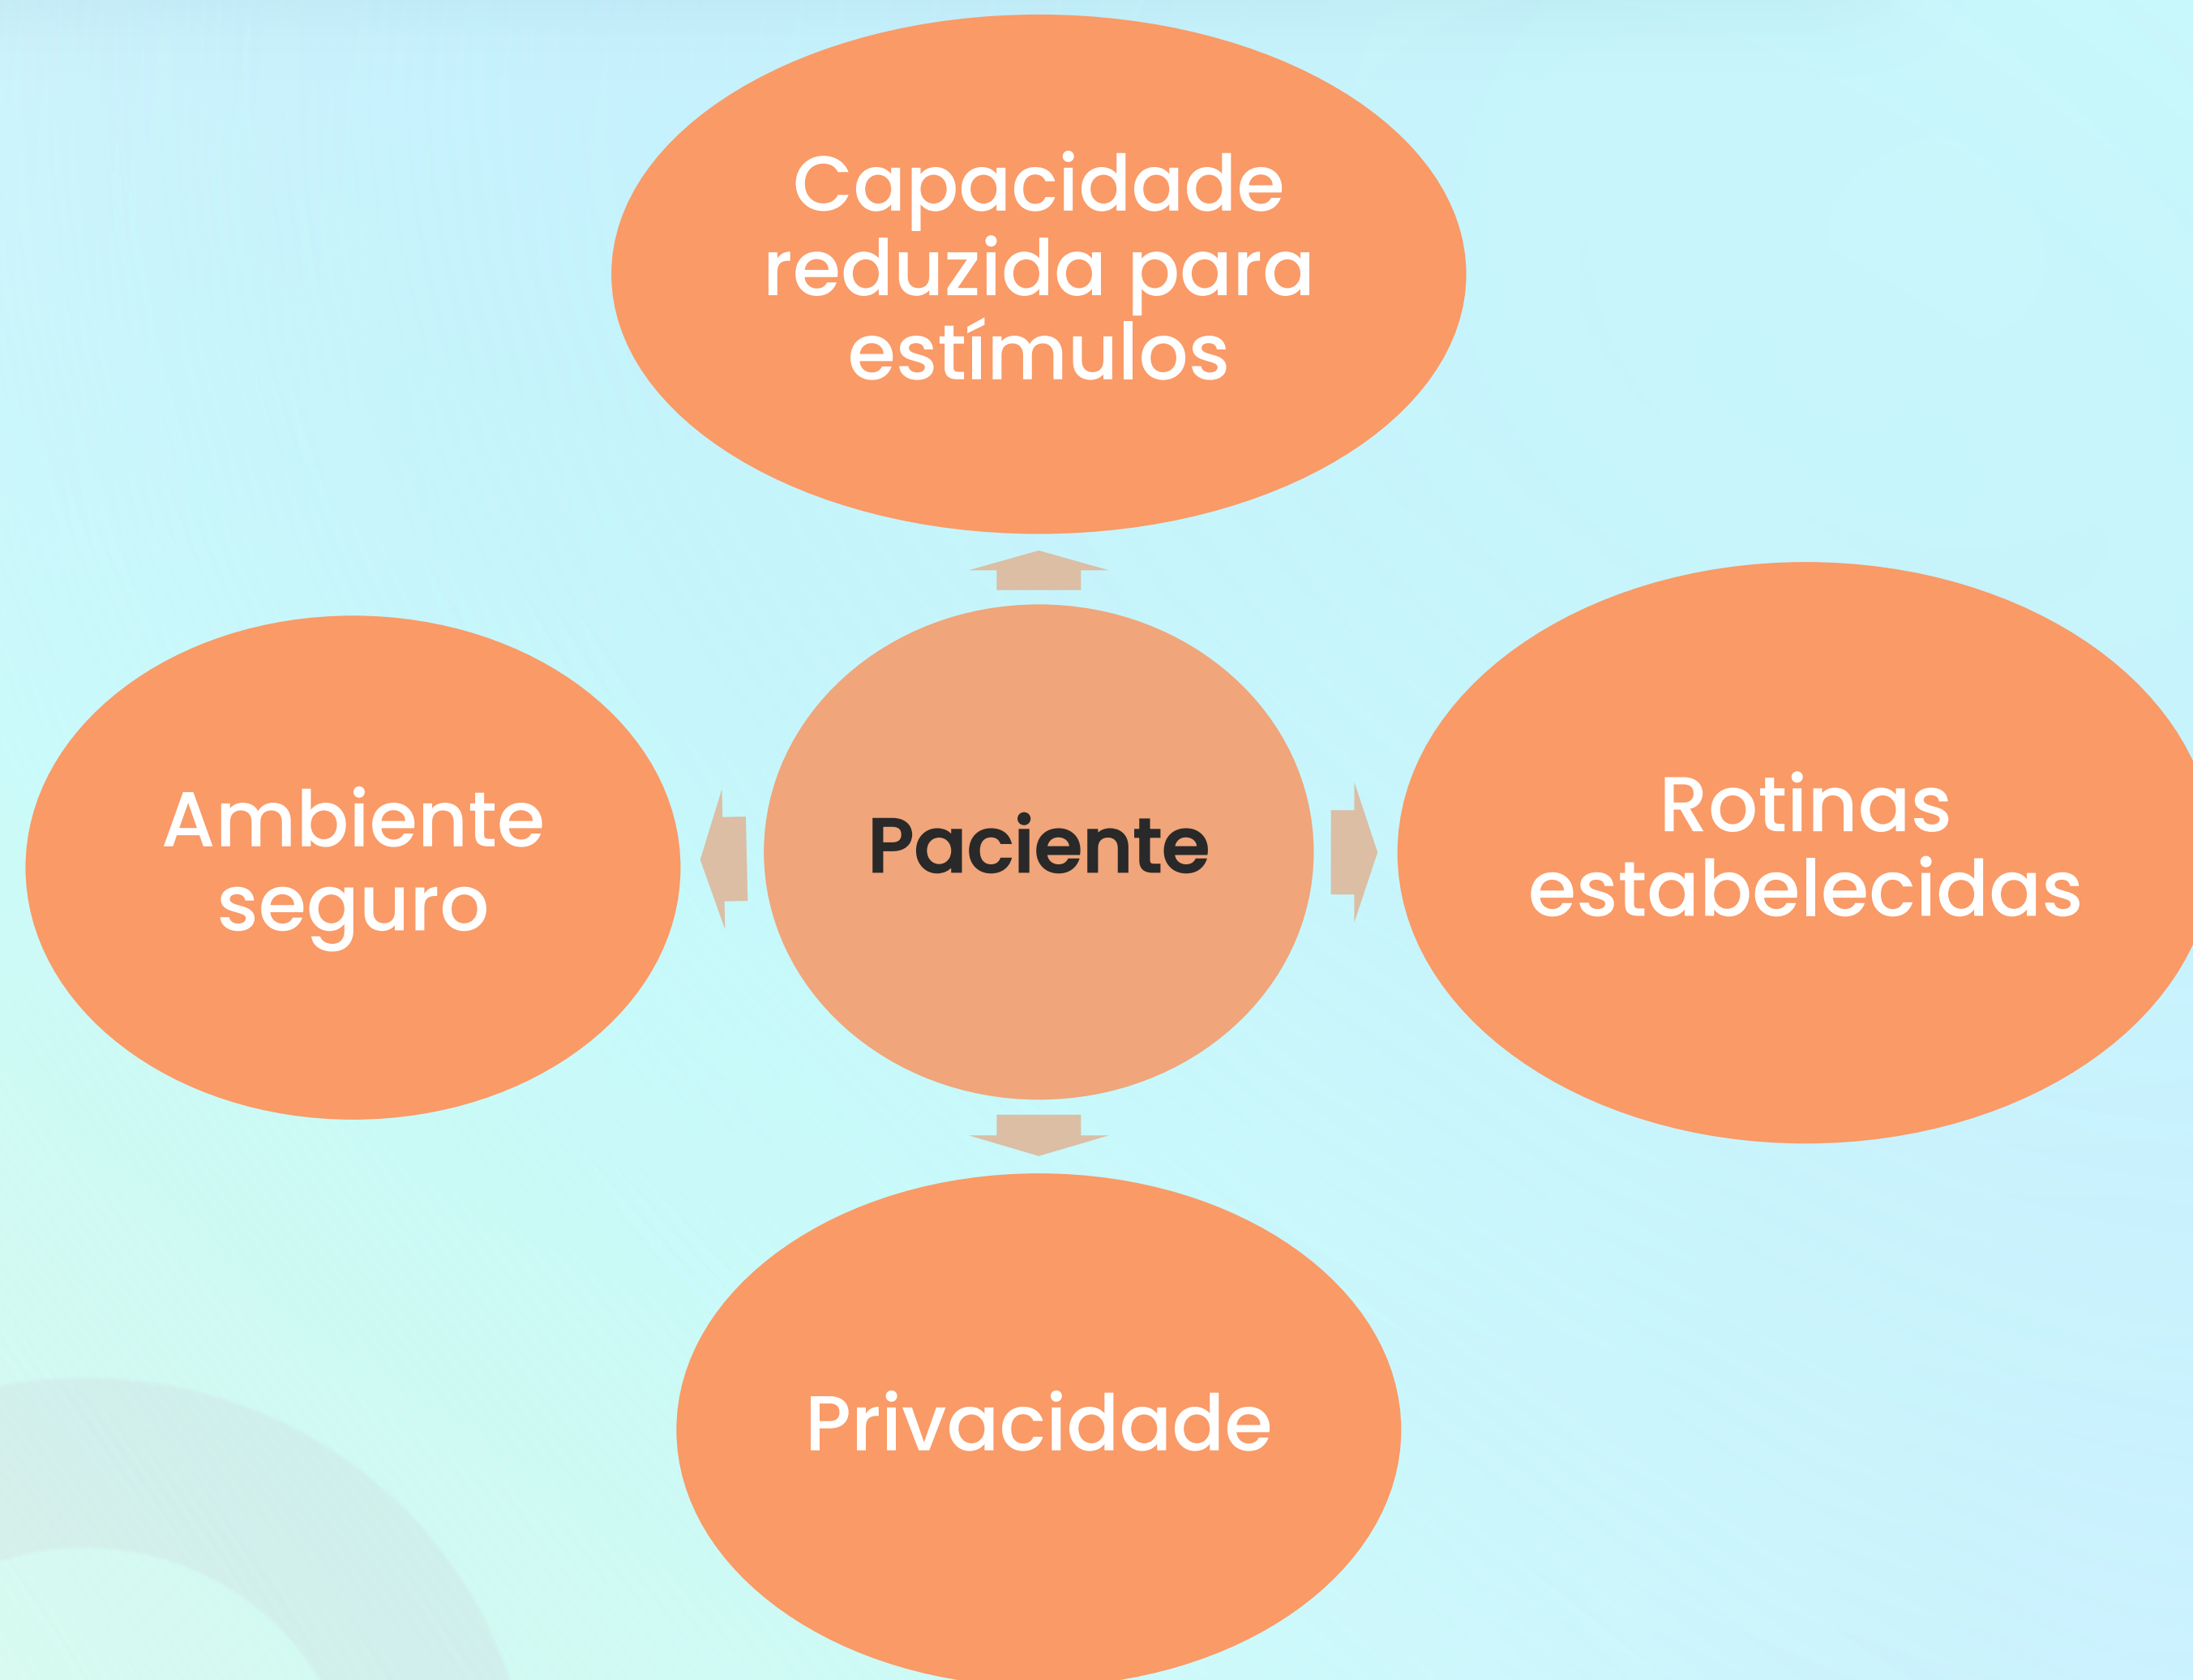 Capacidade
reduzida para
estímulos
Ambiente
seguro
Paciente
Rotinas
estabelecidas
Privacidade